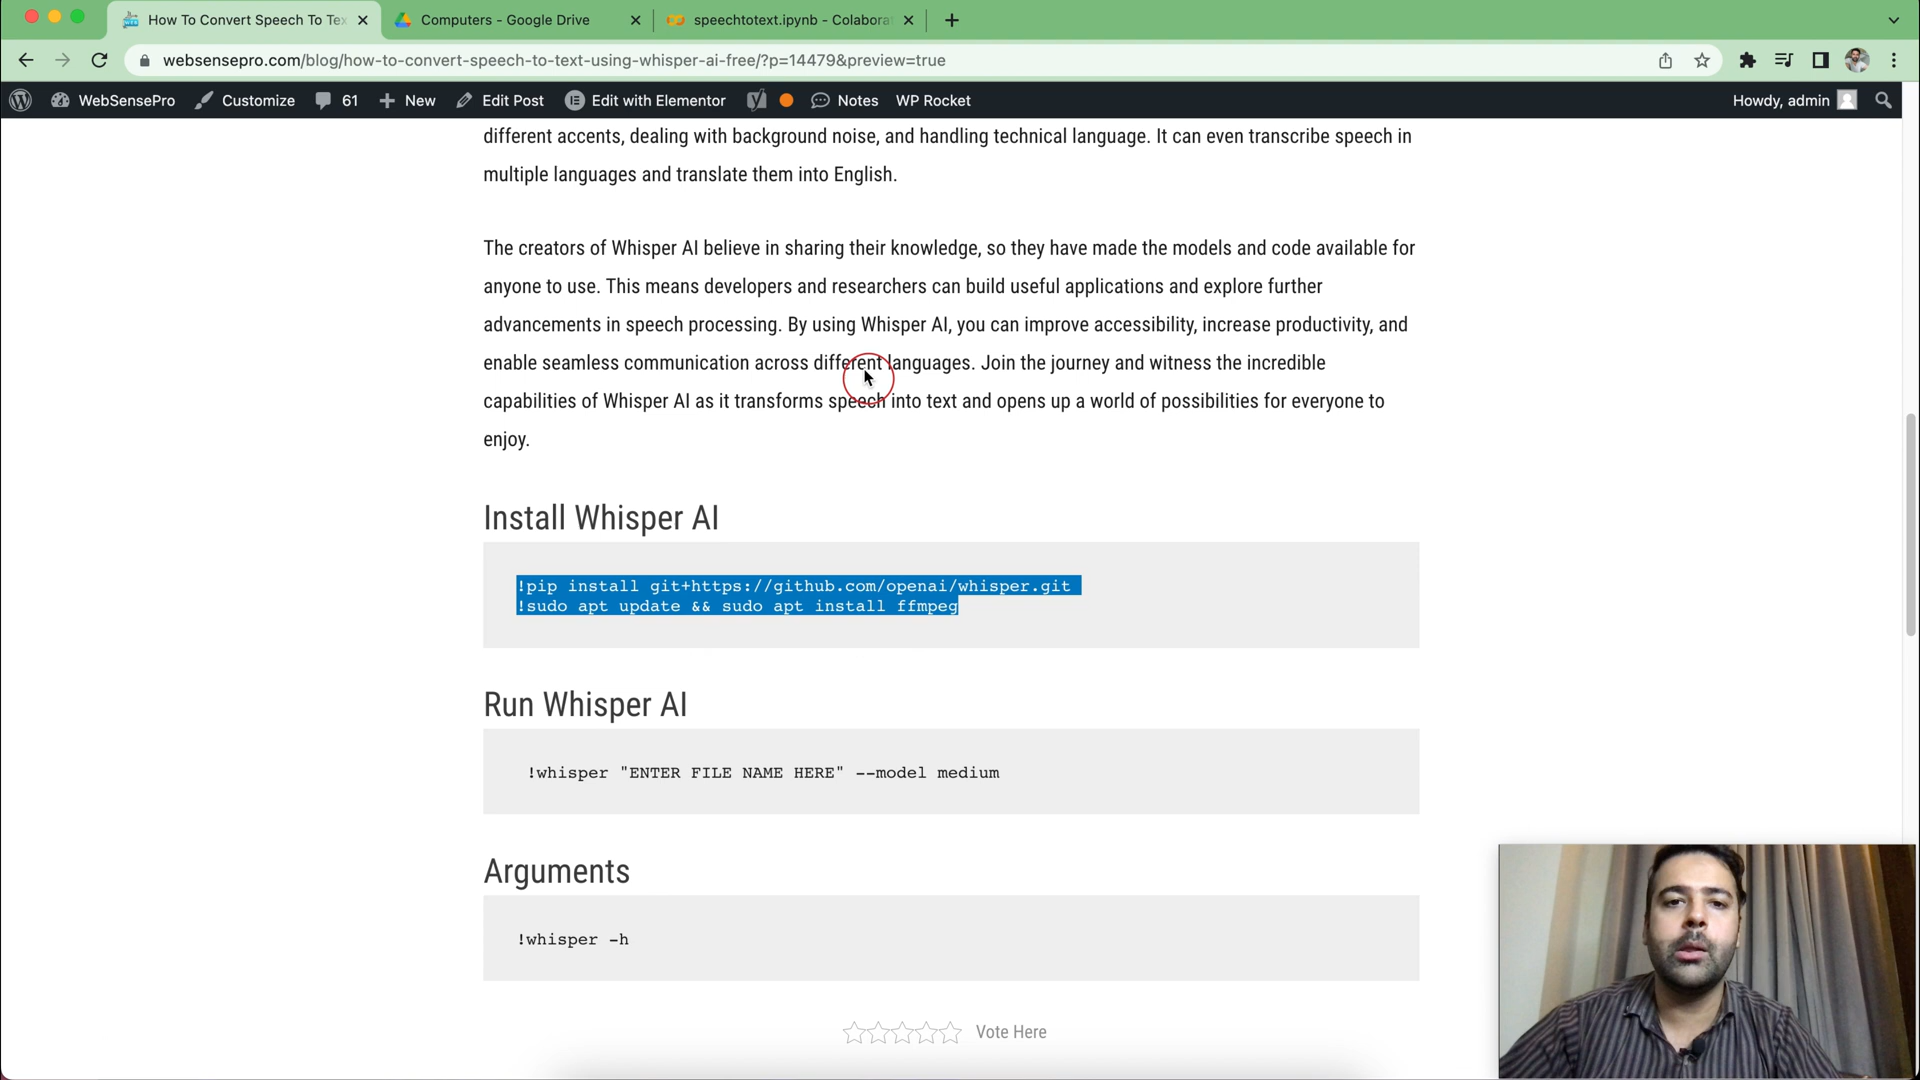 How To Convert Speech To Tex
Computers - Google Drive
speechtotext.ipynb - Colabora
websensepro.com/blog/how-to-convert-speech-to-text-using-whisper-ai-free/?p=14479&preview=true
WebSensePro Customize 61 New Edit Post Edit with Elementor Notes WP Rocket Howdy, admin
different accents, dealing with background noise, and handling technical language. It can even transcribe speech in
multiple languages and translate them into English.
The creators of Whisper AI believe in sharing their knowledge, so they have made the models and code available for
anyone to use. This means developers and researchers can build useful applications and explore further
advancements in speech processing. By using Whisper AI, you can improve accessibility, increase productivity, and
enable seamless communication across different languages. Join the journey and witness the incredible
capabilities of Whisper AI as it transforms speech into text and opens up a world of possibilities for everyone to
enjoy.
Install Whisper AI
!pip install git+https://github.com/openai/whisper.git
!sudo apt update && sudo apt install ffmpeg
Run Whisper AI
!whisper "ENTER FILE NAME HERE" --model medium
Arguments
!whisper -h
Vote Here